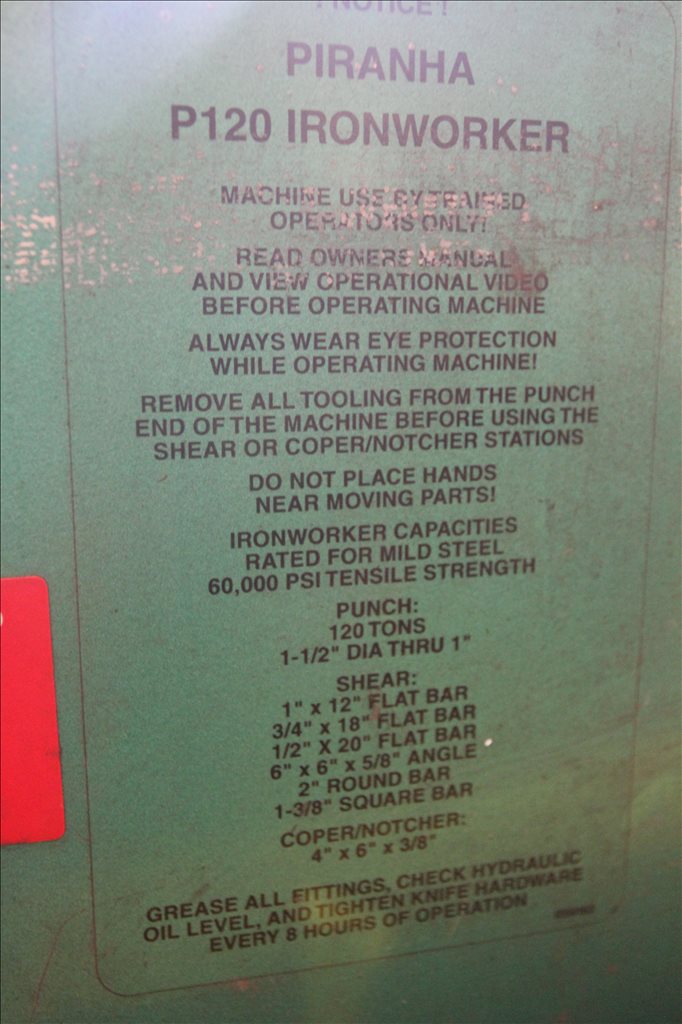 ! NOTICE !
PIRANHA
P120 IRONWORKER
MACHINE USE BY TRAINED
OPERATORS ONLY!
READ OWNERS MANUAL
AND VIEW OPERATIONAL VIDEO
BEFORE OPERATING MACHINE
ALWAYS WEAR EYE PROTECTION
WHILE OPERATING MACHINE!
REMOVE ALL TOOLING FROM THE PUNCH
END OF THE MACHINE BEFORE USING THE
SHEAR OR COPER/NOTCHER STATIONS
DO NOT PLACE HANDS
NEAR MOVING PARTS!
IRONWORKER CAPACITIES
RATED FOR MILD STEEL
60,000 PSI TENSILE STRENGTH
PUNCH:
120 TONS
1-1/2" DIA THRU 1"
SHEAR:
1" x 12" FLAT BAR
3/4" x 18" FLAT BAR
1/2" X 20" FLAT BAR
6" x 6" x 5/8" ANGLE
2" ROUND BAR
1-3/8" SQUARE BAR
COPER/NOTCHER:
4" x 6" x 3/8"
GREASE ALL FITTINGS, CHECK HYDRAULIC
OIL LEVEL, AND TIGHTEN KNIFE HARDWARE
EVERY 8 HOURS OF OPERATION